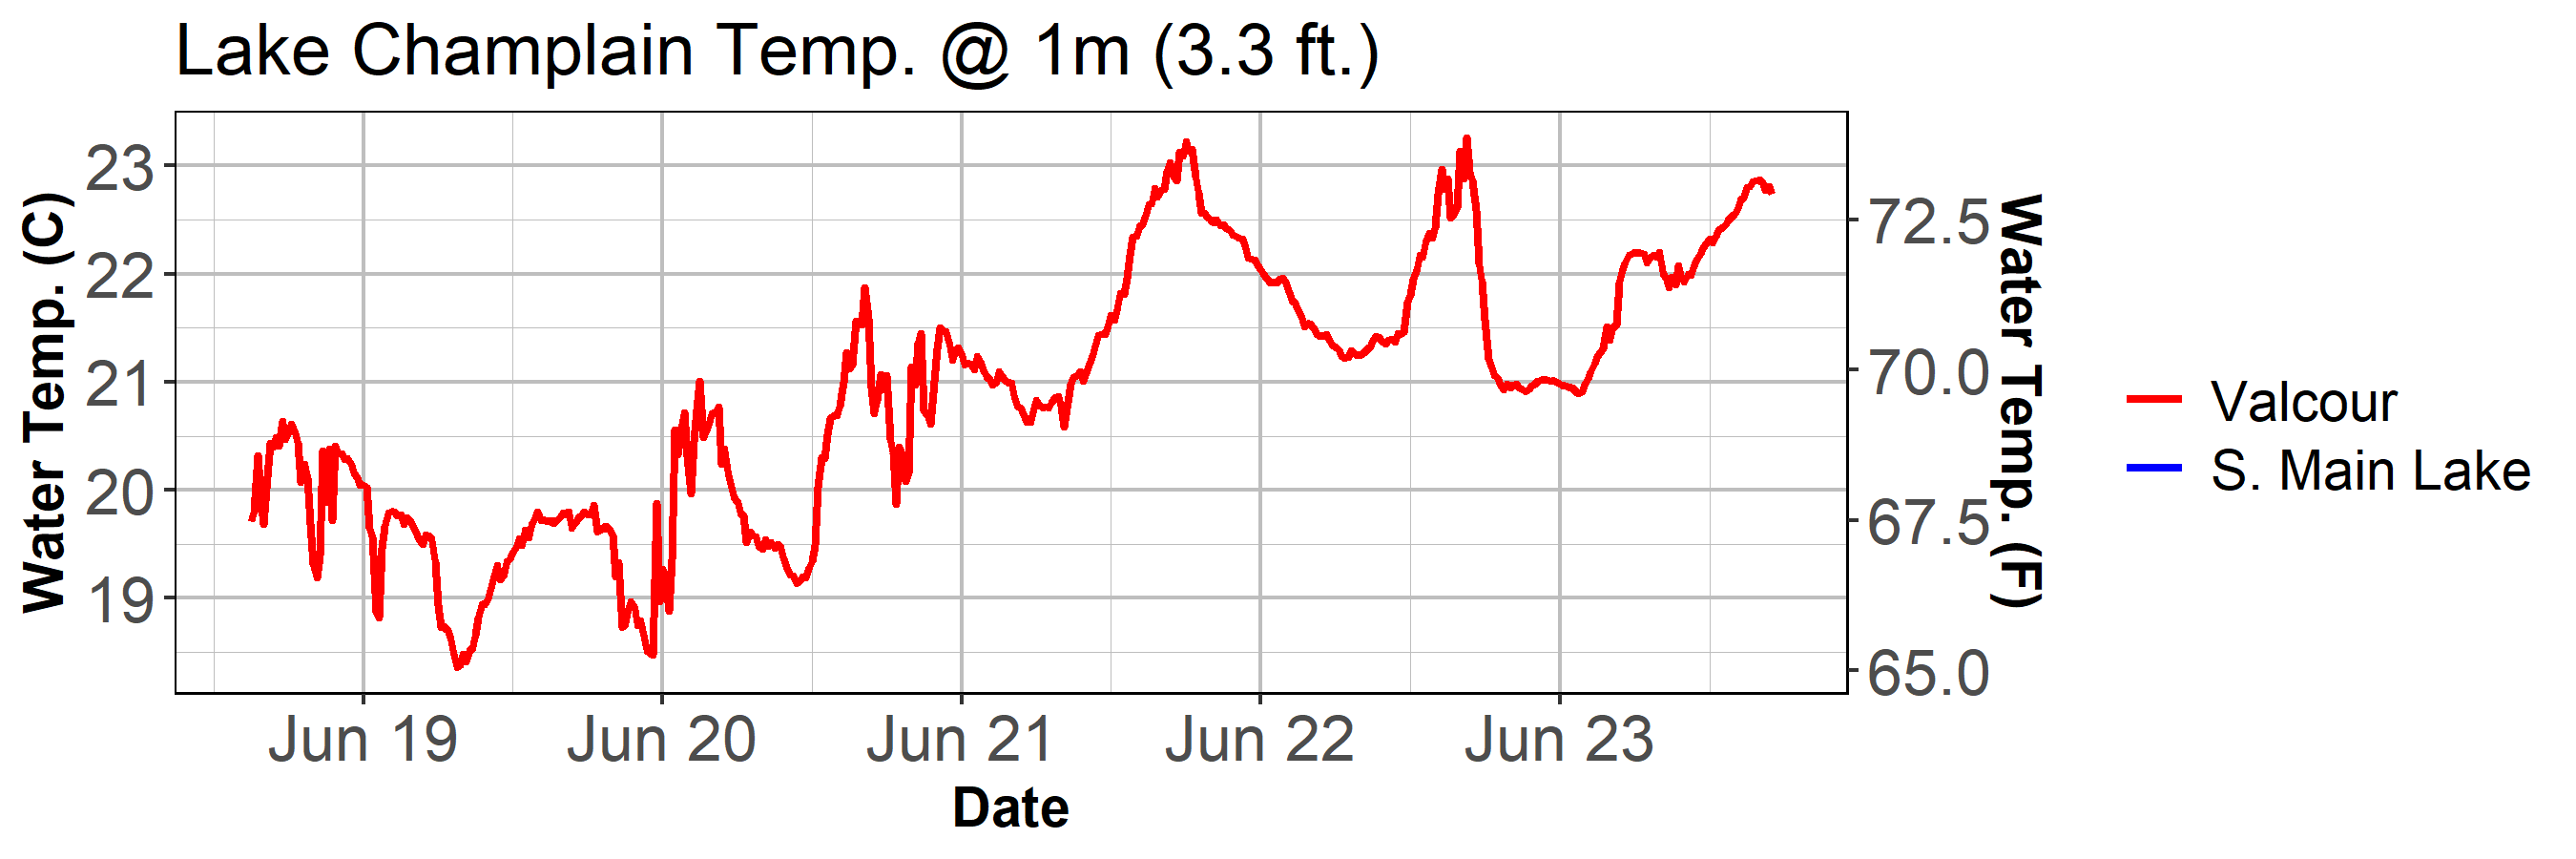 Lake Champlain Temp. @ 1m (3.3 ft.)
Water Temp. (C)
23
22
21
20
19
72.5
70.0
67.5
65.0
Water Temp. (F)
Jun 19
Jun 20
Jun 21
Jun 22
Jun 23
Date
Valcour
S. Main Lake